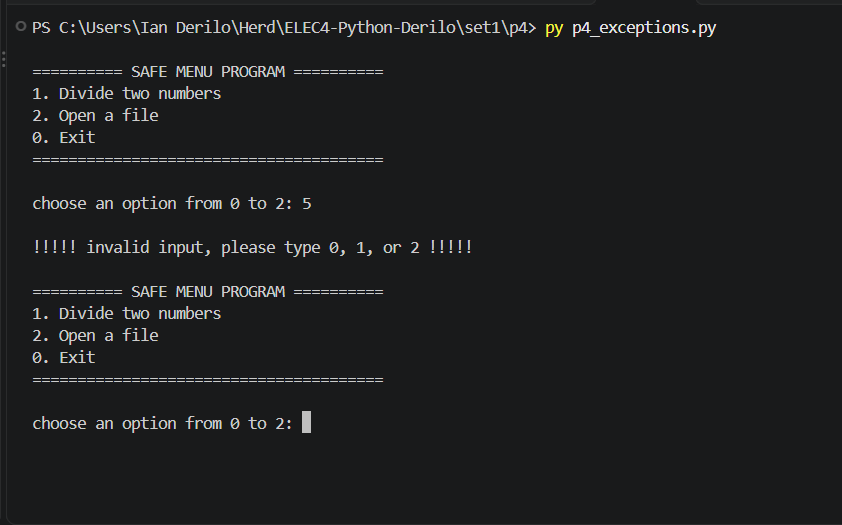 PS C:\Users\Ian Derilo\Herd\ELEC4-Python-Derilo\set1\p4> py p4_exceptions.py
========== SAFE MENU PROGRAM ==========
1. Divide two numbers
2. Open a file
0. Exit
=======================================
choose an option from 0 to 2: 5
!!!!! invalid input, please type 0, 1, or 2 !!!!!
========== SAFE MENU PROGRAM ==========
1. Divide two numbers
2. Open a file
0. Exit
=======================================
choose an option from 0 to 2: